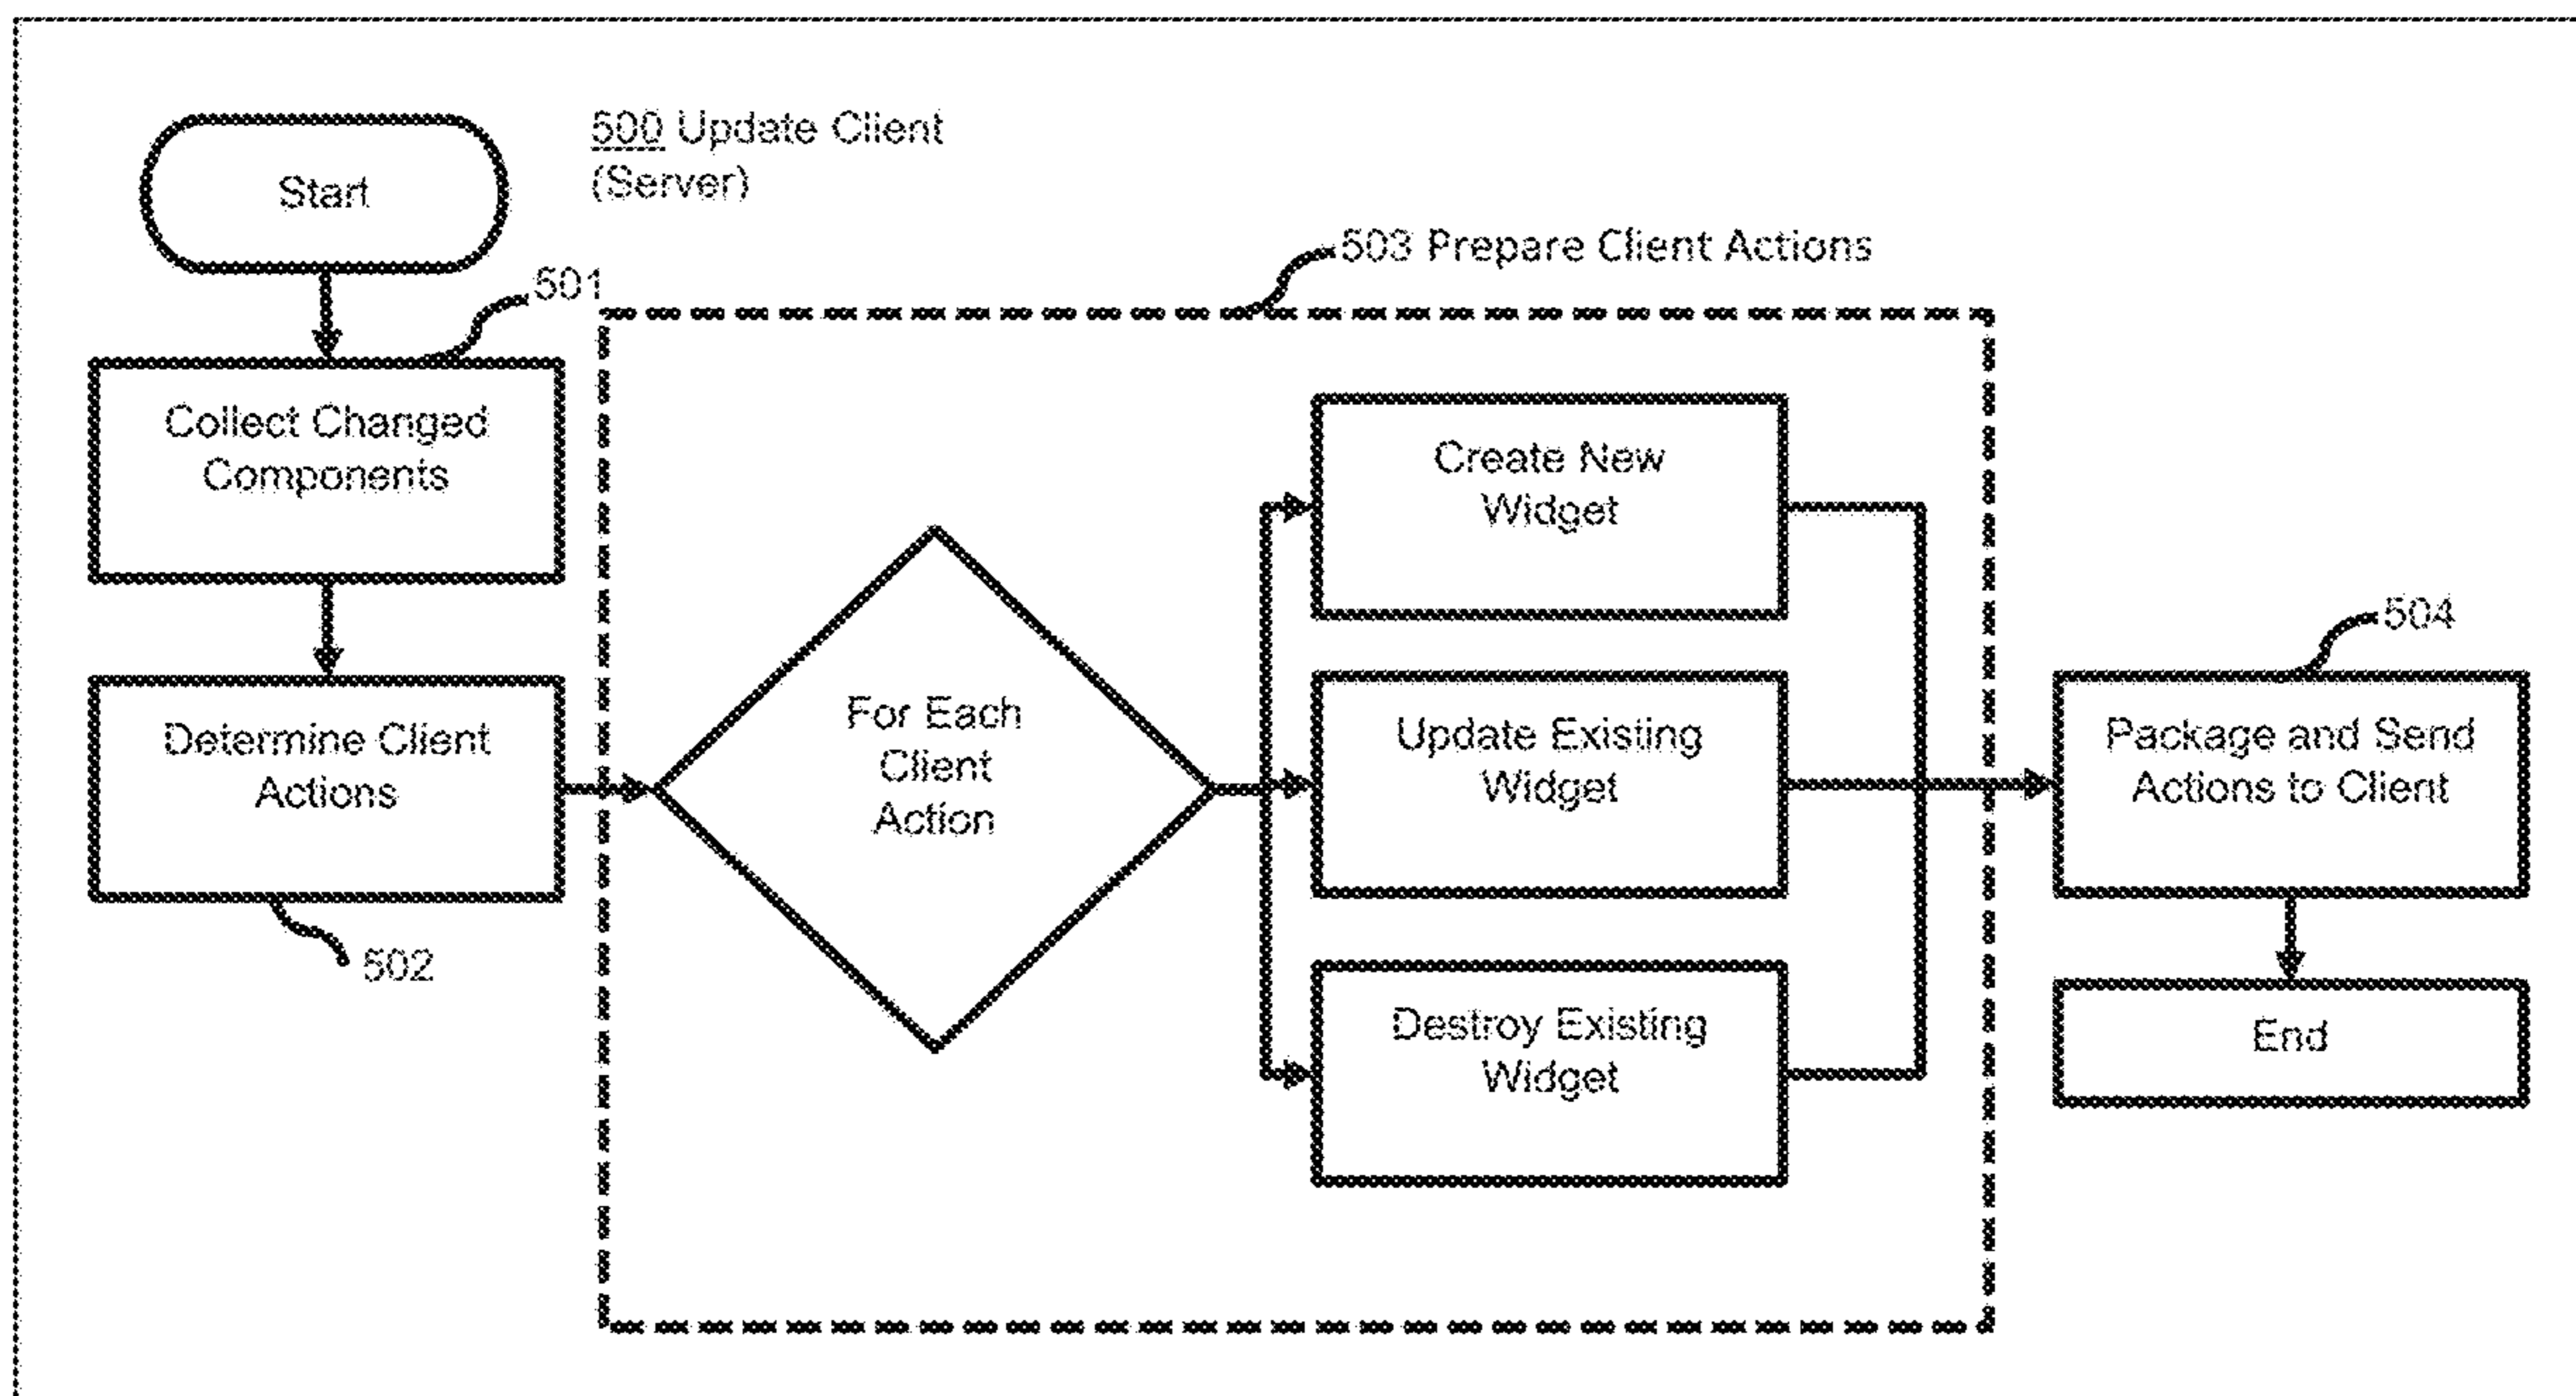 500 Update Client
(Server)
Start
501
Collect Changed
Components
Determine Client
Actions
502
503 Prepare Client Actions
For Each
Client
Action
Create New
Widget
Update Existing
Widget
Destroy Existing
Widget
504
Package and Send
Actions to Client
End